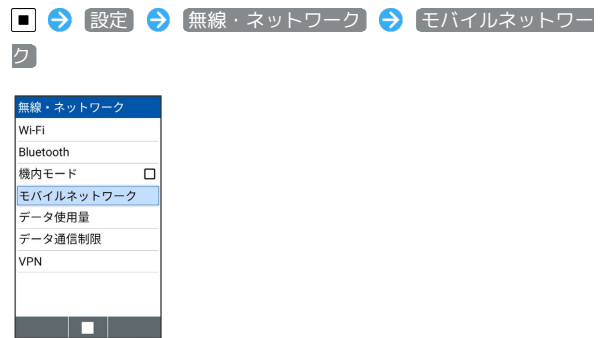 設定 無線・ネットワーク モバイルネットワー
ク
無線・ネットワーク
Wi-Fi
Bluetooth
機内モード
モバイルネットワーク
データ使用量
データ通信制限
VPN